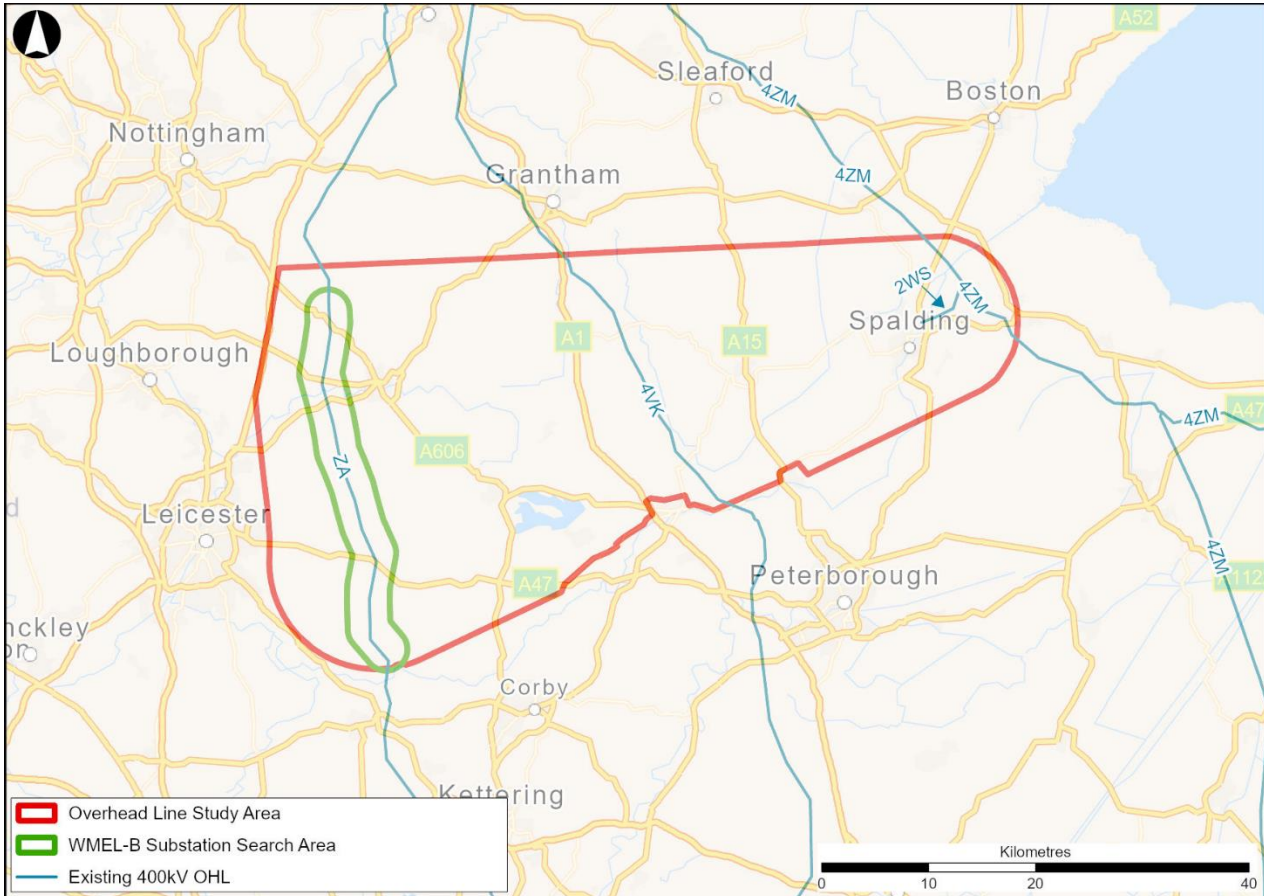 A52
Sleaford
4ZM
Boston
Nottingham
4ZM
Grantham
2WS
4ZM
Spalding
A1
A15
Loughborough
4VK
4ZM
A47
A606
ZA
Leicester
4ZM
A47
A112
Peterborough
nckley
on
Corby
Kettering
Overhead Line Study Area
WMEL-B Substation Search Area
Existing 400kV OHL
Kilometres
0 10 20 40